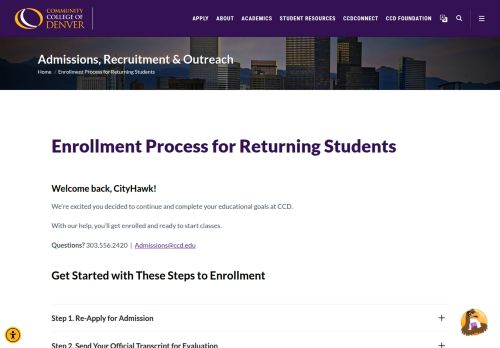 COMMUNITY
COLLEGE OF
DENVER
APPLY ABOUT ACADEMICS STUDENT RESOURCES CCDCONNECT CCD FOUNDATION
Admissions, Recruitment & Outreach
Home / Enrollment Process for Returning Students
Enrollment Process for Returning Students
Welcome back, CityHawk!
We're excited you decided to continue and complete your educational goals at CCD.
With our help, you'll get enrolled and ready to start classes.
Questions? 303.556.2420 | Admissions@ccd.edu
Get Started with These Steps to Enrollment
Step 1. Re-Apply for Admission
Step 2. Send Your Official Transcript for Evaluation